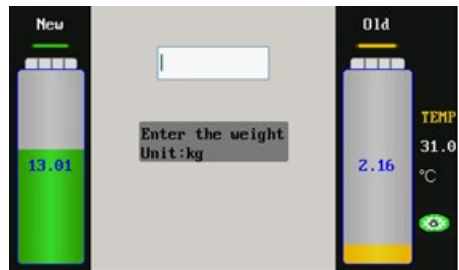 New
13.01
Enter the weight
Unit:kg
Old
2.16
TEMP
31.0
°C